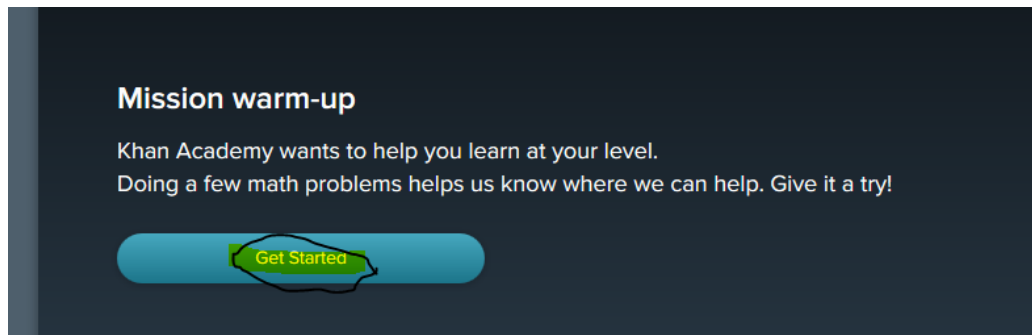 Mission warm-up
Khan Academy wants to help you learn at your level.
Doing a few math problems helps us know where we can help. Give it a try!
Get Started